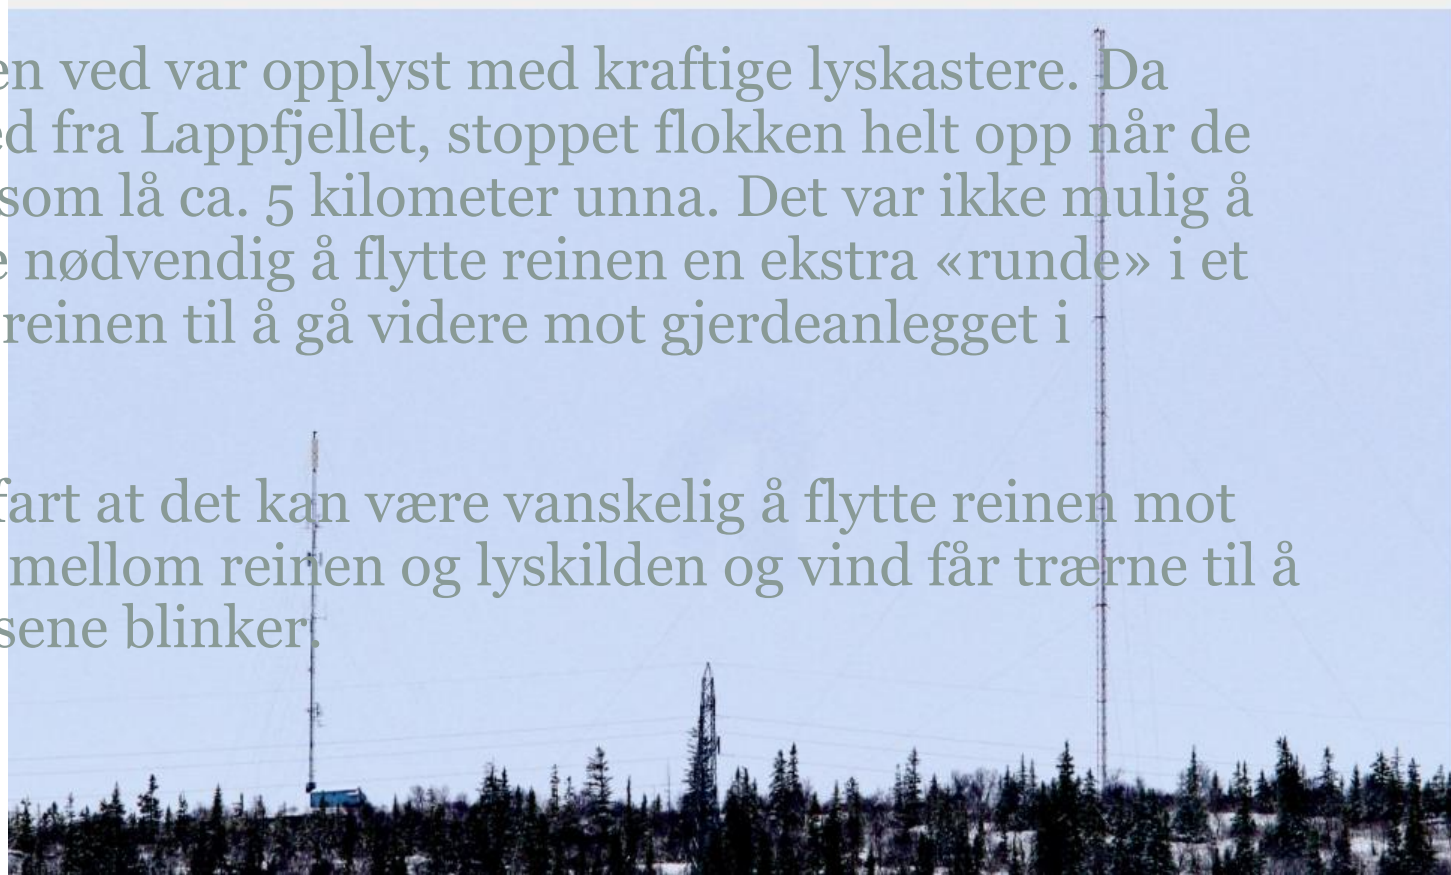 en ved var opplyst med kraftige lyskastere. Da
ed fra Lappfjellet, stoppet flokken helt opp når de
som lå ca. 5 kilometer unna. Det var ikke mulig å
e nødvendig å flytte reinen en ekstra «runde» i et
reinen til å gå videre mot gjerdeanlegget i
fart at det kan være vanskelig å flytte reinen mot
mellom reinen og lyskilden og vind får trærne til å
sene blinker.